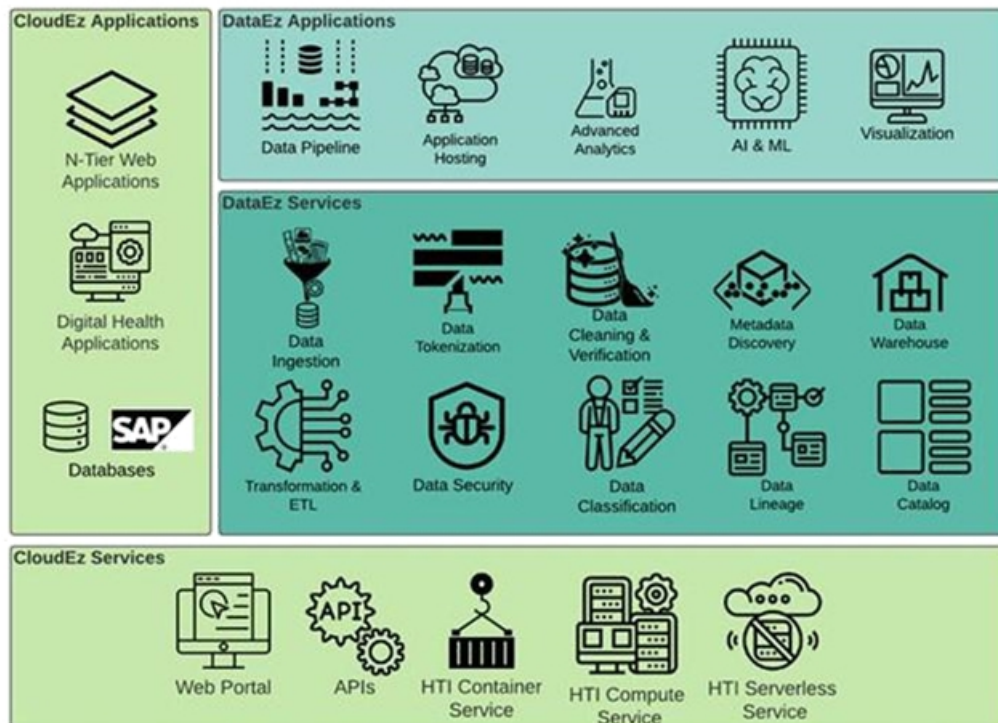 CloudEz Applications
N-Tier Web
Applications
Digital Health
Applications
SAP
Databases
DataEz Applications
Data Pipeline
Application
Hosting
Advanced
Analytics
AI & ML
Visualization
DataEz Services
Data
Ingestion
Data
Tokenization
Data
Cleaning &
Verification
Metadata
Discovery
Data
Warehouse
Transformation &
ETL
Data Security
Data
Classification
Data
Lineage
Data
Catalog
CloudEz Services
Web Portal
API
APIs
HTI Container
Service
HTI Compute
Service
HTI Serverless
Service